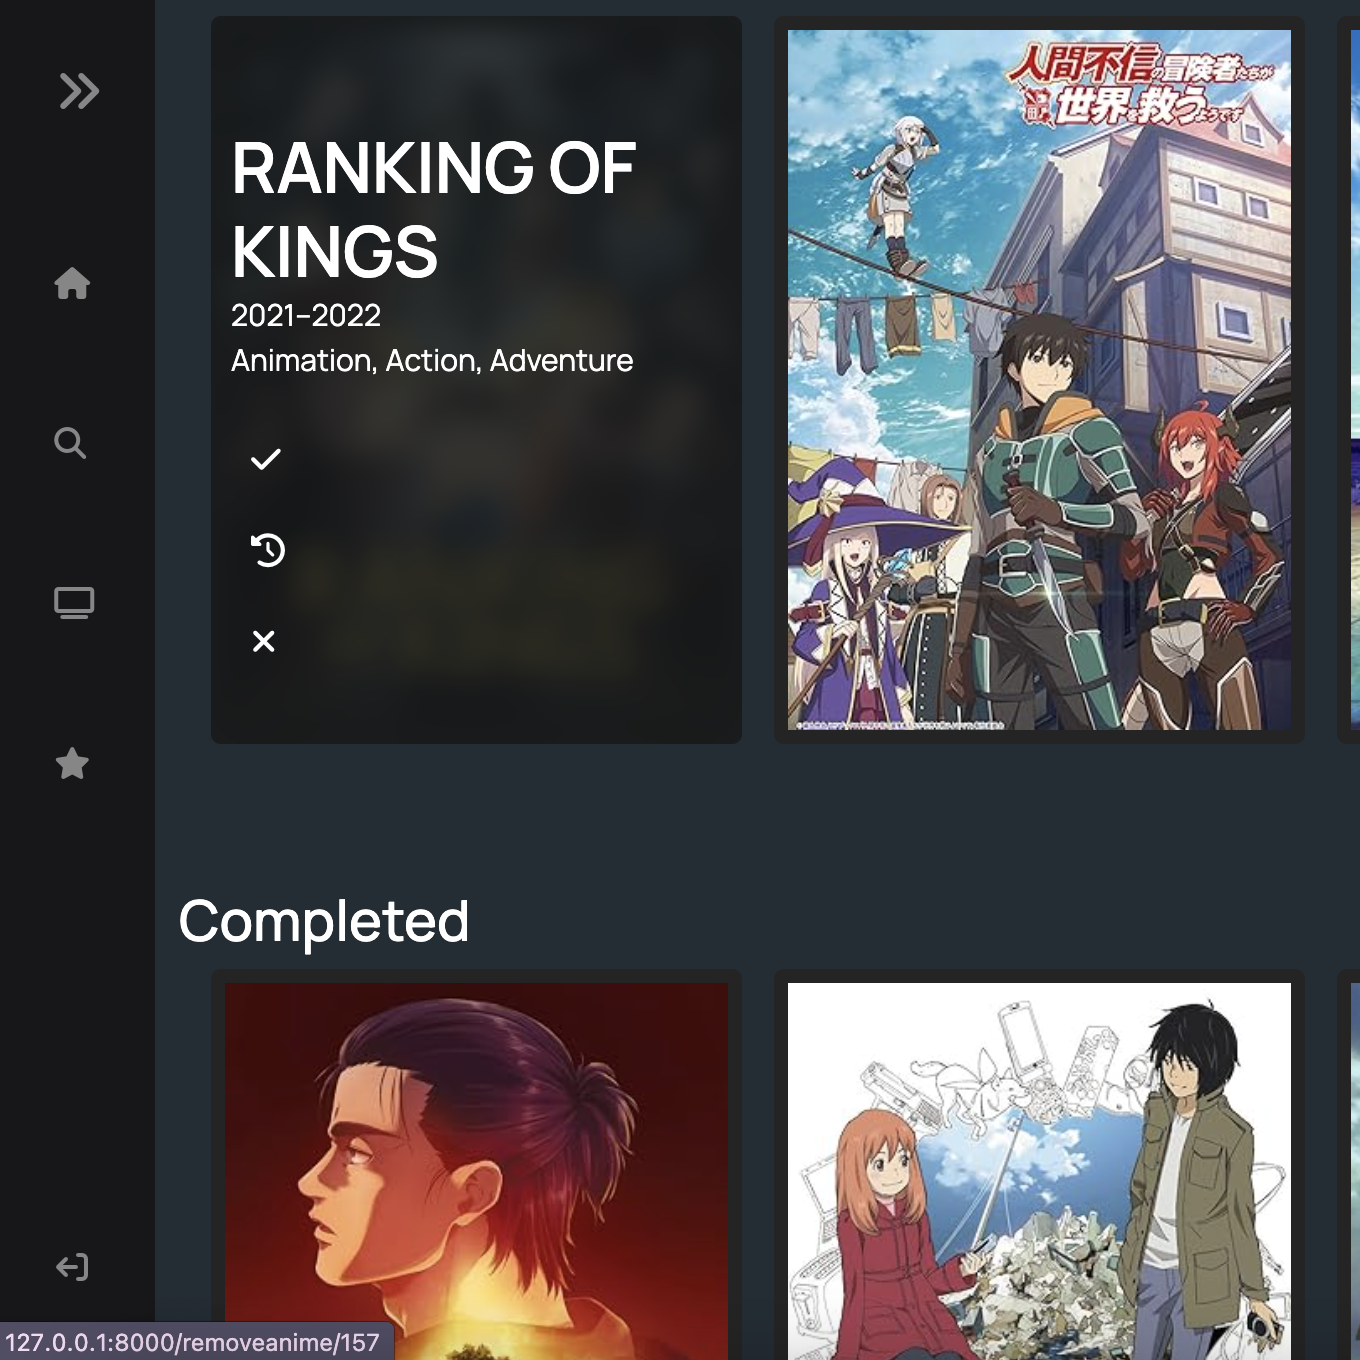 RANKING OF
KINGS
2021–2022
Animation, Action, Adventure
人間不信の冒険者たちが
世界を救うようです
Completed
127.0.0.1:8000/removeanime/157